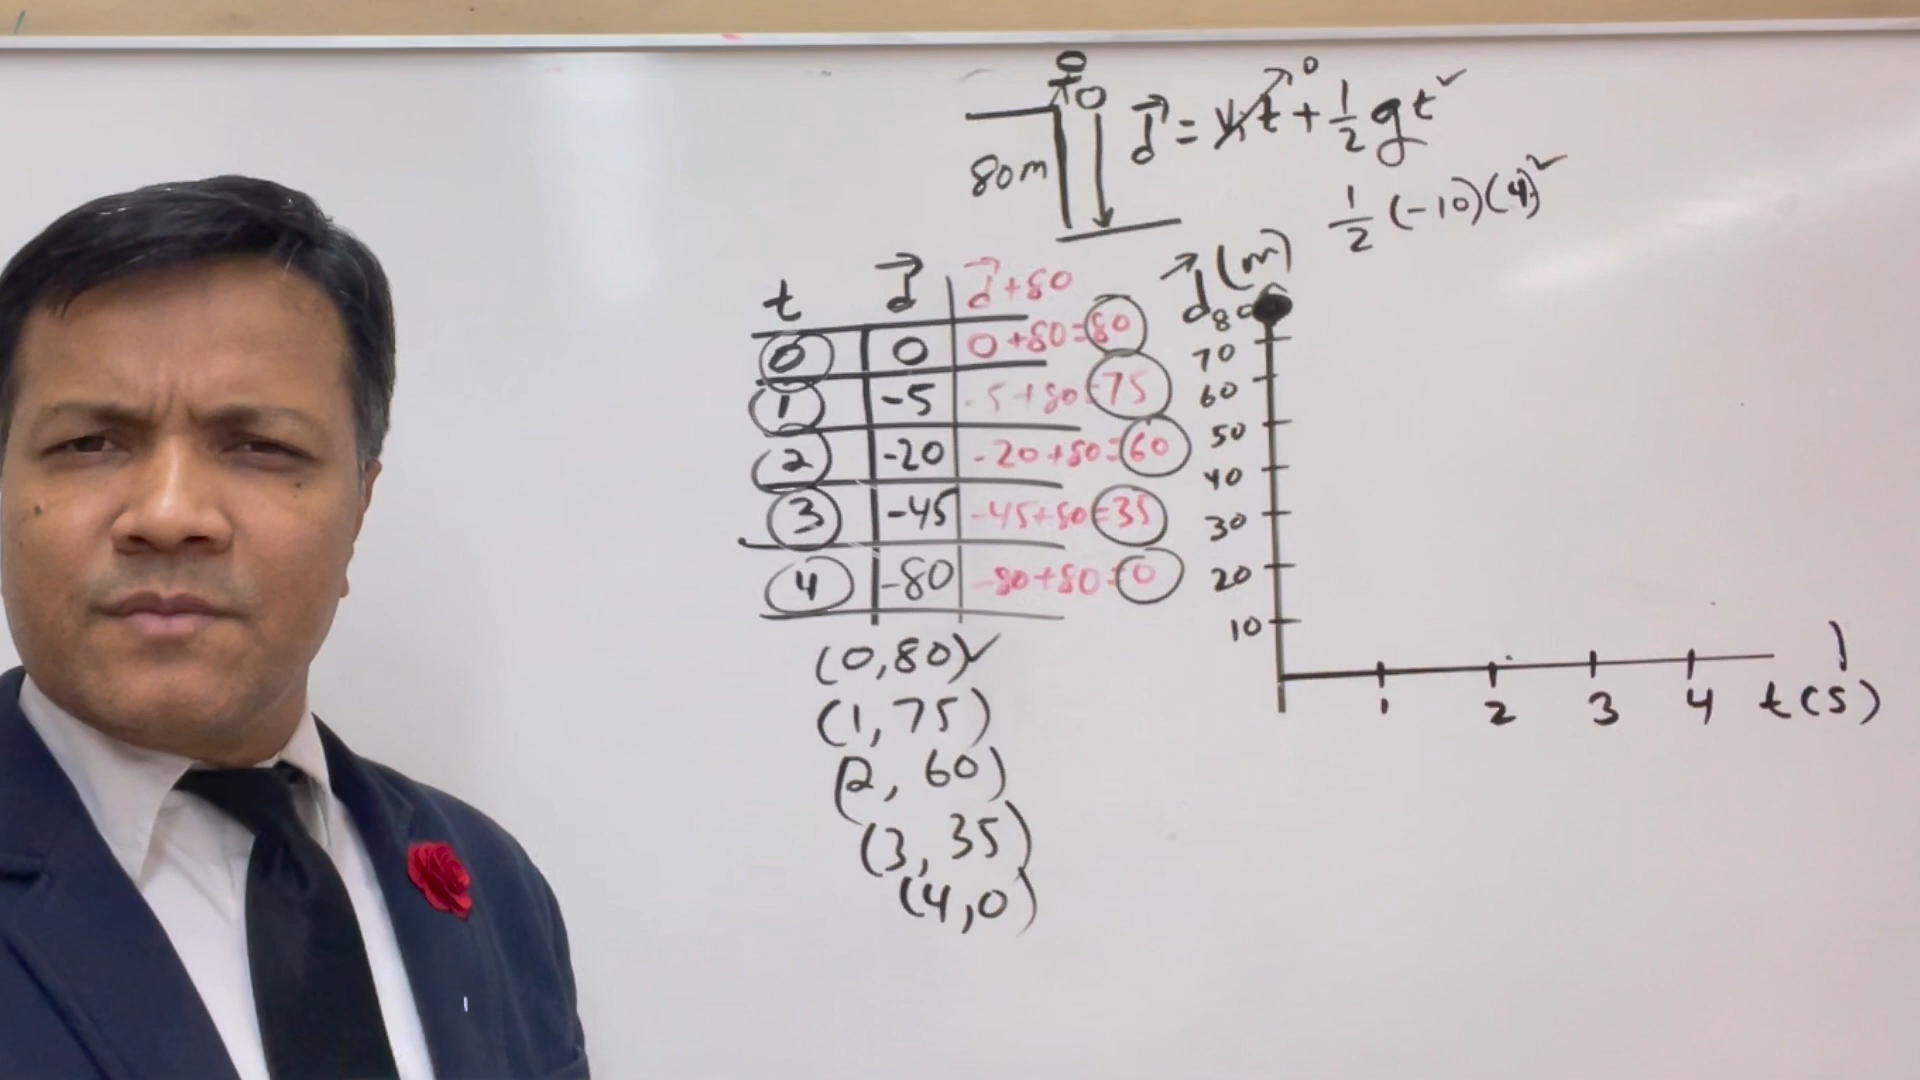 80m
d⃗ = V₁t↗0 + 1/2 gt²
1/2 (-10)(4)²
t d⃗ d⃗+80
0 0 0+80=80
1 -5 -5+80=75
2 -20 -20+80=60
3 -45 -45+80=35
4 -80 -80+80=0
(0,80)✓
(1,75)
(2, 60)
(3, 35)
(4,0)
d⃗(m)
80
70
60
50
40
30
20
10
1 2 3 4 t(s)